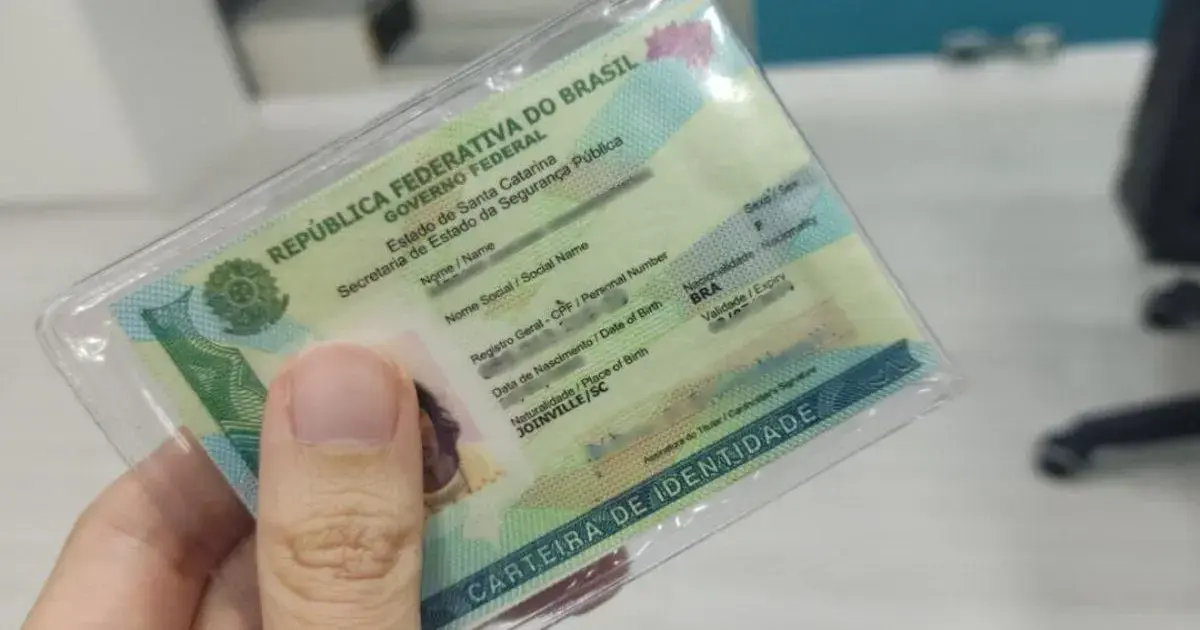 REPÚBLICA FEDERATIVA DO BRASIL
GOVERNO FEDERAL
Estado de Santa Catarina
Secretaria de Estado da Segurança Pública
Nome / Name
Nome Social / Social Name
Sexo / Sex
F
Registro Geral - CPF / Personal Number
Nacionalidade / Nationality
BRA
Data de Nascimento / Date of Birth
Validade / Expiry
Naturalidade / Place of Birth
JOINVILLE/SC
Assinatura do Titular / Cardholder's Signature
CARTEIRA DE IDENTIDADE